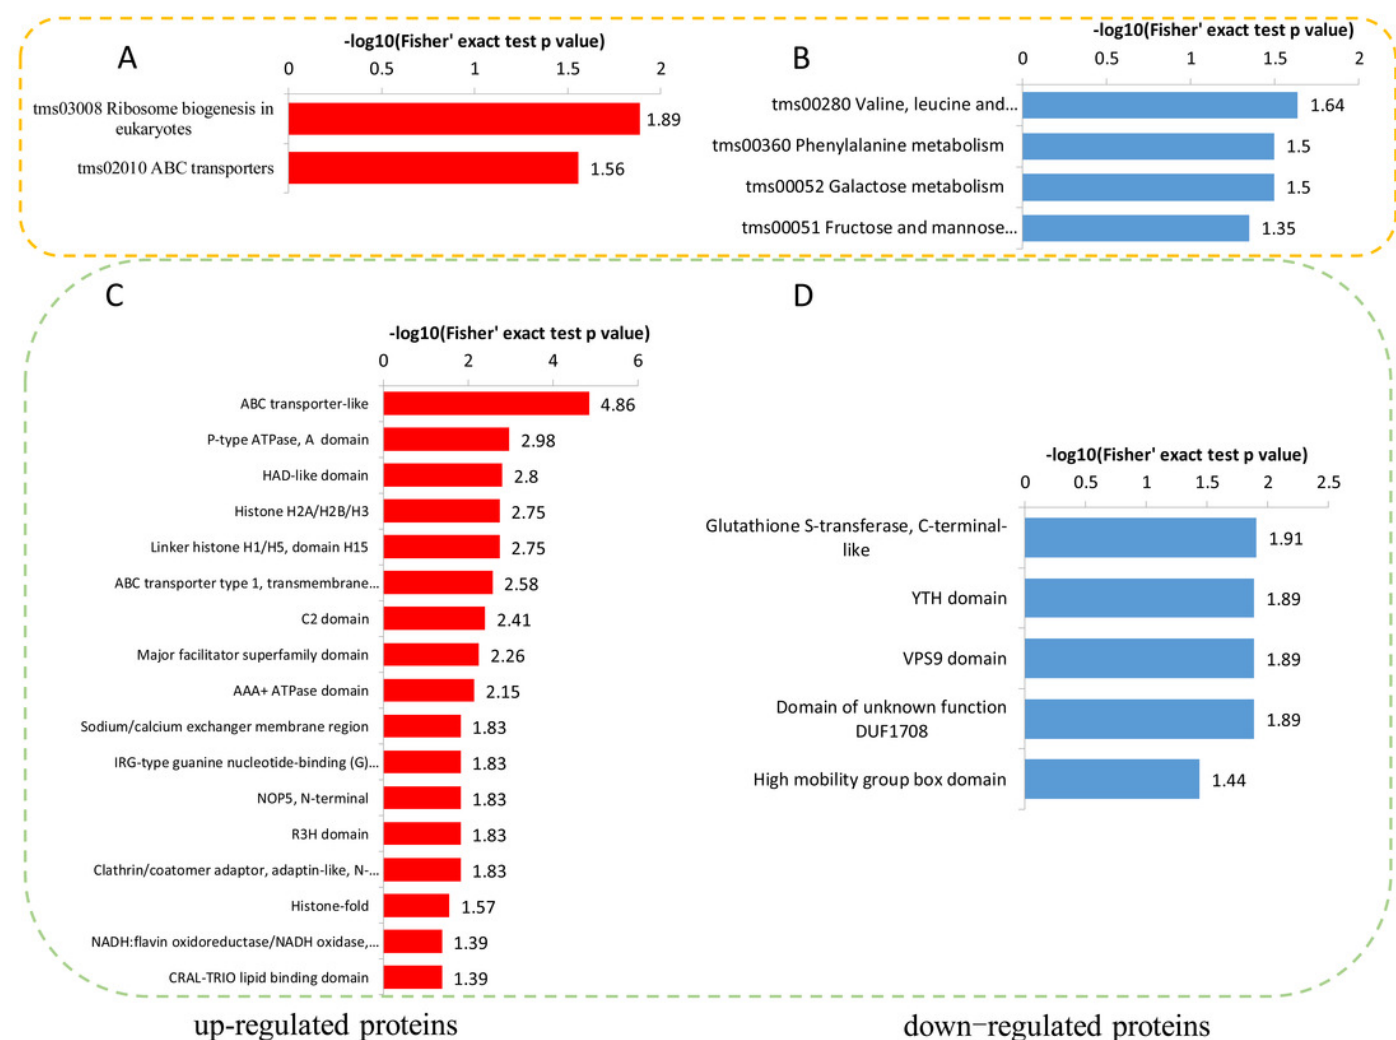 A
-log10(Fisher' exact test p value)
0 0.5 1 1.5 2
tms03008 Ribosome biogenesis in
eukaryotes
1.89
tms02010 ABC transporters
1.56
B
-log10(Fisher' exact test p value)
0 0.5 1 1.5 2
tms00280 Valine, leucine and...
1.64
tms00360 Phenylalanine metabolism
1.5
tms00052 Galactose metabolism
1.5
tms00051 Fructose and mannose...
1.35
C
-log10(Fisher' exact test p value)
0 2 4 6
ABC transporter-like
4.86
P-type ATPase, A domain
2.98
HAD-like domain
2.8
Histone H2A/H2B/H3
2.75
Linker histone H1/H5, domain H15
2.75
ABC transporter type 1, transmembrane...
2.58
C2 domain
2.41
Major facilitator superfamily domain
2.26
AAA+ ATPase domain
2.15
Sodium/calcium exchanger membrane region
1.83
IRG-type guanine nucleotide-binding (G)...
1.83
NOP5, N-terminal
1.83
R3H domain
1.83
Clathrin/coatomer adaptor, adaptin-like, N-...
1.83
Histone-fold
1.57
NADH:flavin oxidoreductase/NADH oxidase,...
1.39
CRAL-TRIO lipid binding domain
1.39
up-regulated proteins
D
-log10(Fisher' exact test p value)
0 0.5 1 1.5 2 2.5
Glutathione S-transferase, C-terminal-
like
1.91
YTH domain
1.89
VPS9 domain
1.89
Domain of unknown function
DUF1708
1.89
High mobility group box domain
1.44
down-regulated proteins